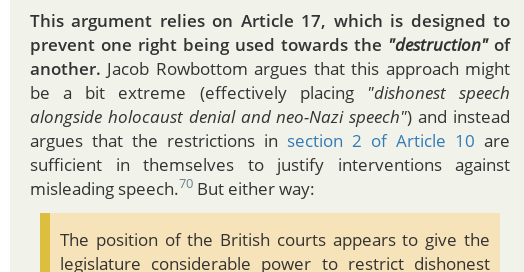 This argument relies on Article 17, which is designed to
prevent one right being used towards the "destruction" of
another. Jacob Rowbottom argues that this approach might
be a bit extreme (effectively placing "dishonest speech
alongside holocaust denial and neo-Nazi speech") and instead
argues that the restrictions in section 2 of Article 10 are
sufficient in themselves to justify interventions against
misleading speech.70 But either way:
The position of the British courts appears to give the
legislature considerable power to restrict dishonest